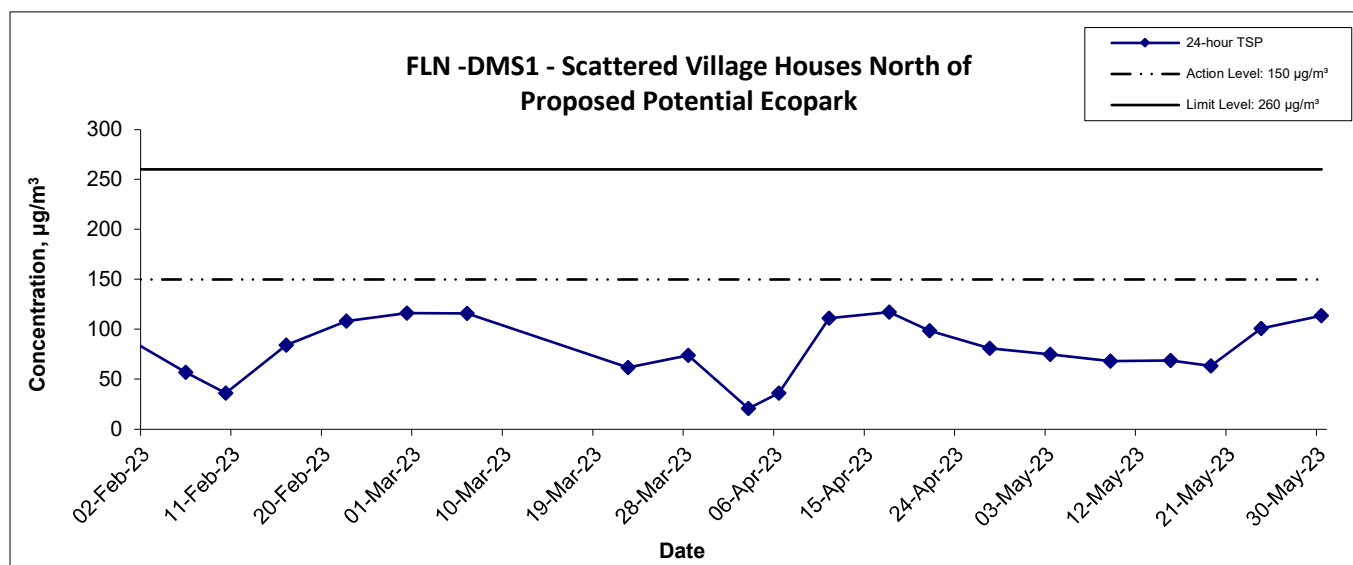 FLN -DMS1 - Scattered Village Houses North of
Proposed Potential Ecopark
24-hour TSP
Action Level: 150 µg/m³
Limit Level: 260 µg/m³
Concentration, µg/m³
300
250
200
150
100
50
0
02-Feb-23
11-Feb-23
20-Feb-23
01-Mar-23
10-Mar-23
19-Mar-23
28-Mar-23
06-Apr-23
15-Apr-23
24-Apr-23
03-May-23
12-May-23
21-May-23
30-May-23
Date